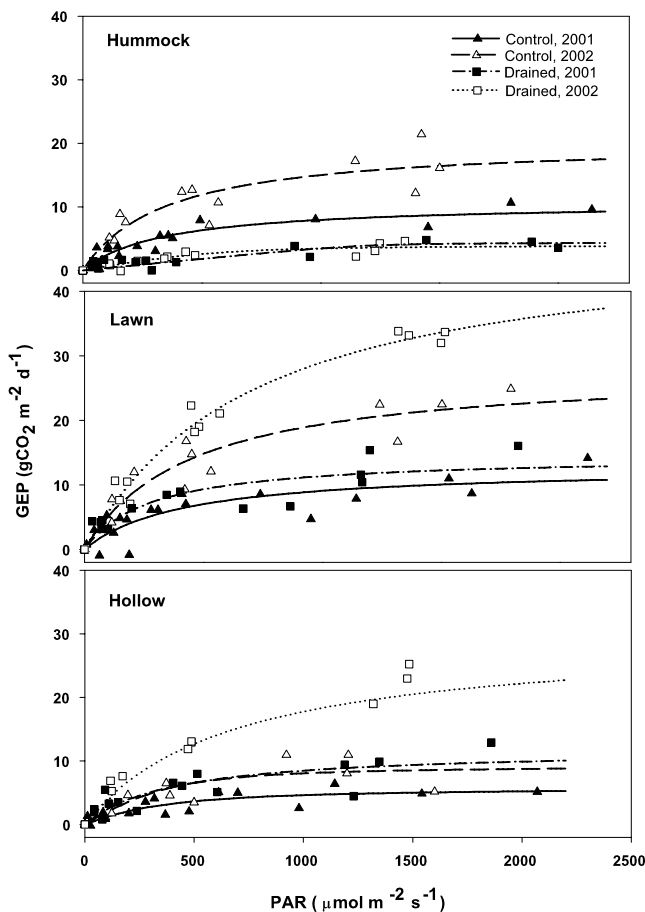 40
Hummock
Control, 2001
Control, 2002
Drained, 2001
Drained, 2002
30
20
10
0
40
Lawn
30
20
10
0
GEP (gCO2 m-2 d-1)
40
Hollow
30
20
10
0
0 500 1000 1500 2000 2500
PAR ( μmol m -2 s-1)